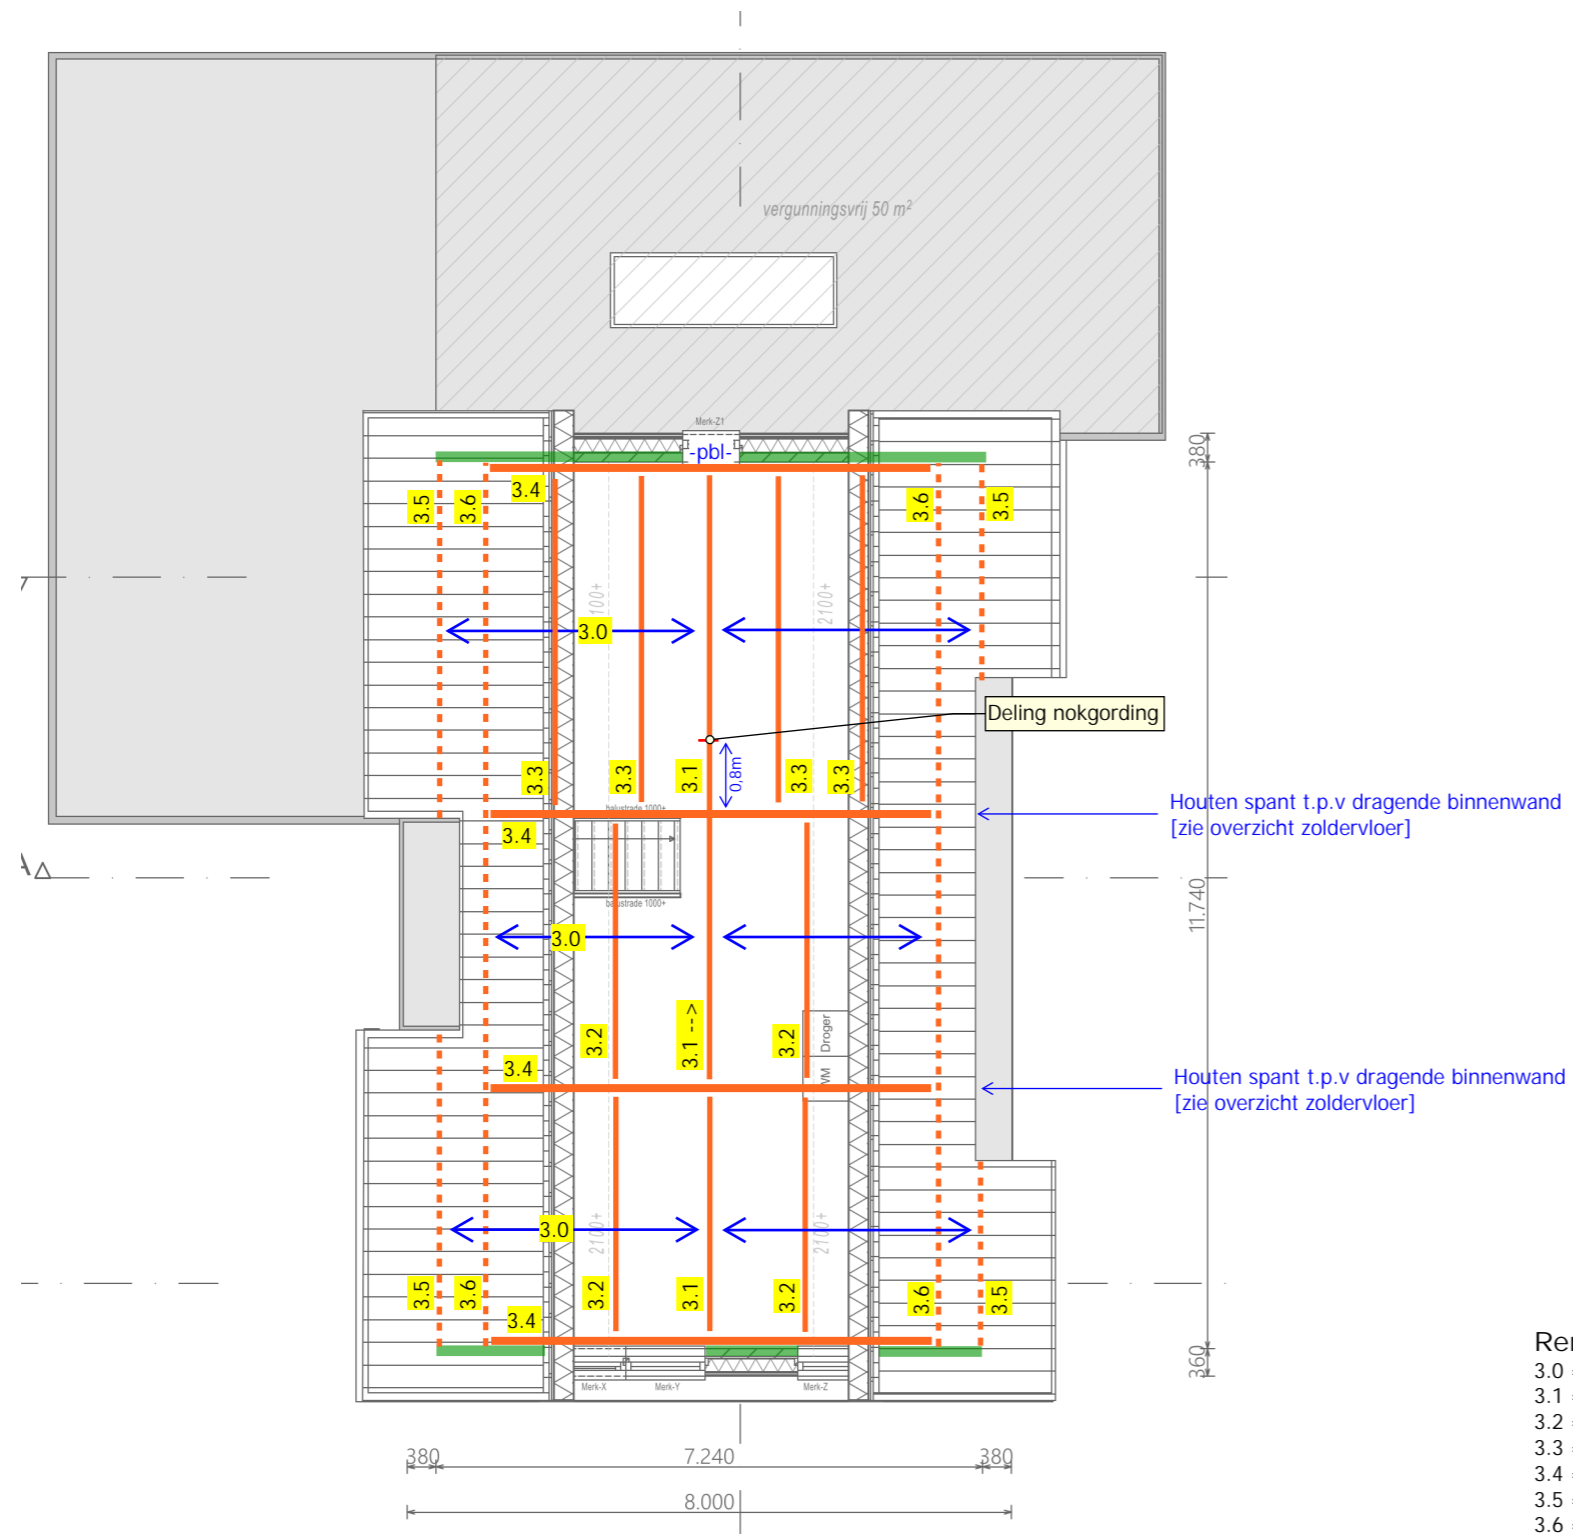 vergunningsvrij 50 m²
Merk-Z1
-pbl-
380
3.4
3.5
3.6
3.6
3.5
2100+
3.0
Deling nokgording
3.3
3.3
3.1
0,8m
3.3
3.3
balustrade 1000+
Houten spant t.p.v dragende binnenwand
[zie overzicht zoldervloer]
3.4
A
balustrade 1000+
11.740
3.0
3.2
3.1 -->
3.2
Droger
WM
3.4
Houten spant t.p.v dragende binnenwand
[zie overzicht zoldervloer]
2100+
2100+
3.0
3.5
3.6
3.2
3.1
3.2
3.6
3.5
3.4
360
Merk-X
Merk-Y
Merk-Z
3.0 =
3.1 =
3.2 =
3.3 =
3.4 =
3.5 =
3.6 =
380
7.240
380
8.000